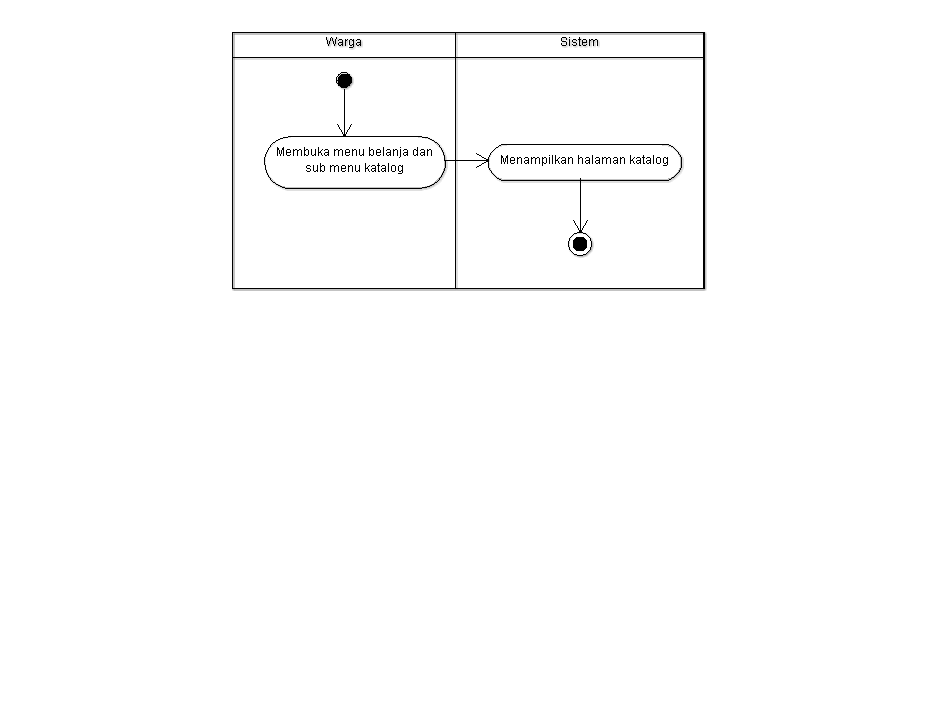 Warga
Sistem
Membuka menu belanja dan
sub menu katalog
Menampilkan halaman katalog